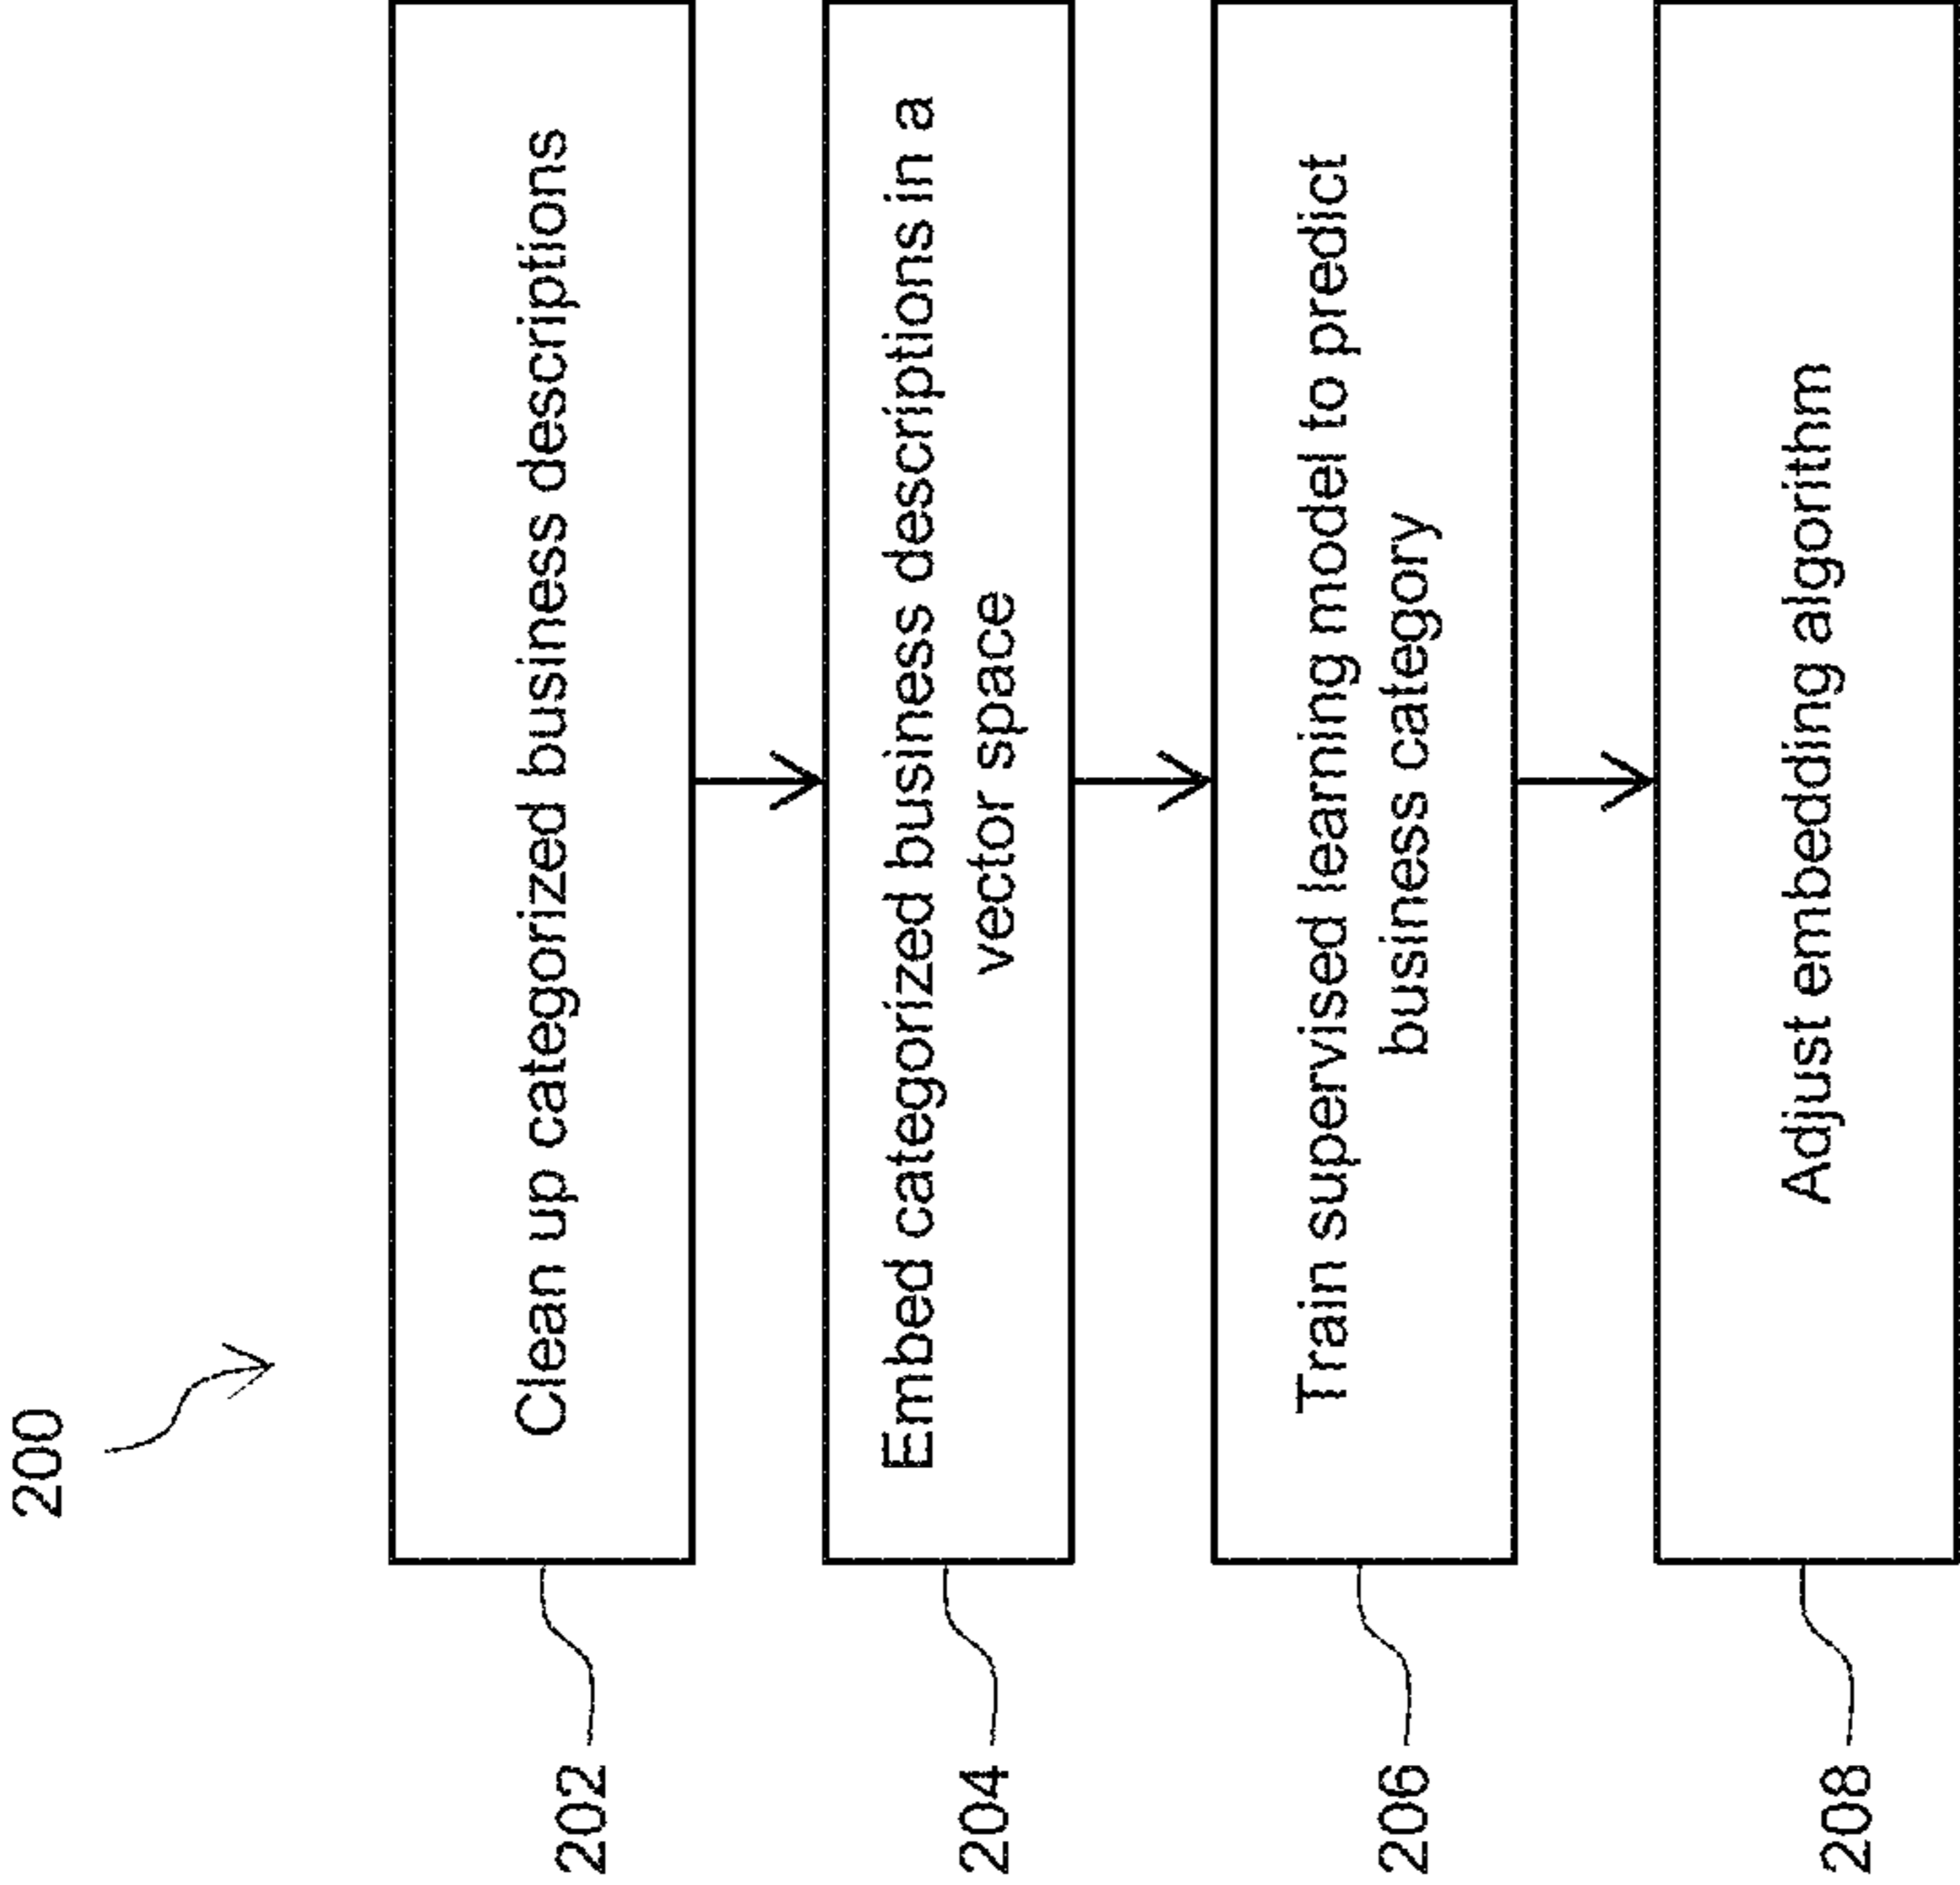 200
202
Clean up categorized business descriptions
204
Embed categorized business descriptions in a
vector space
206
Train supervised learning model to predict
business category
208
Adjust embedding algorithm